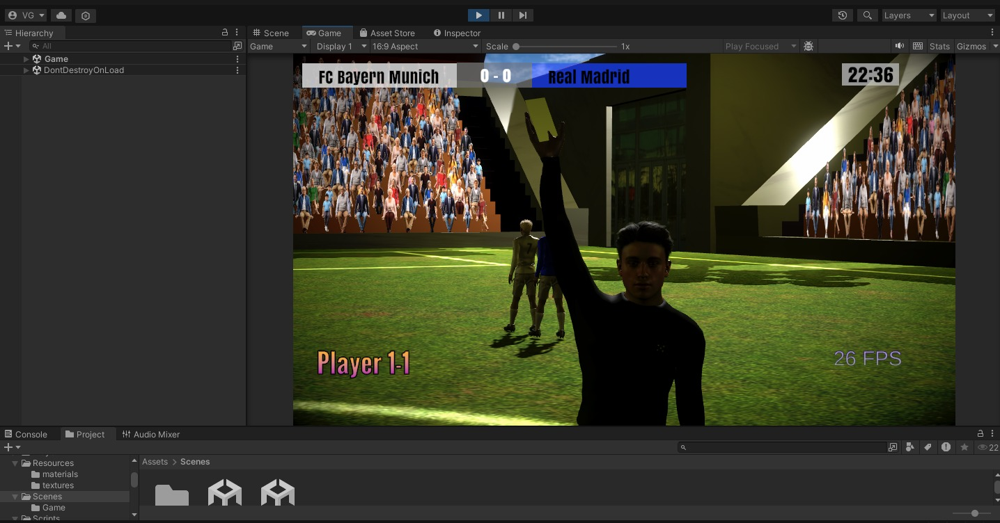 VG
Layers
Layout
Hierarchy
Scene
Game
Asset Store
Inspector
All
Game
Display 1
16:9 Aspect
Scale
1x
Play Focused
Stats
Gizmos
Game
DontDestroyOnLoad
FC Bayern Munich
0 - 0
Real Madrid
22:36
7
Player 1-1
26 FPS
Console
Project
Audio Mixer
22
Resources
materials
textures
Scenes
Game
Scripts
Assets > Scenes